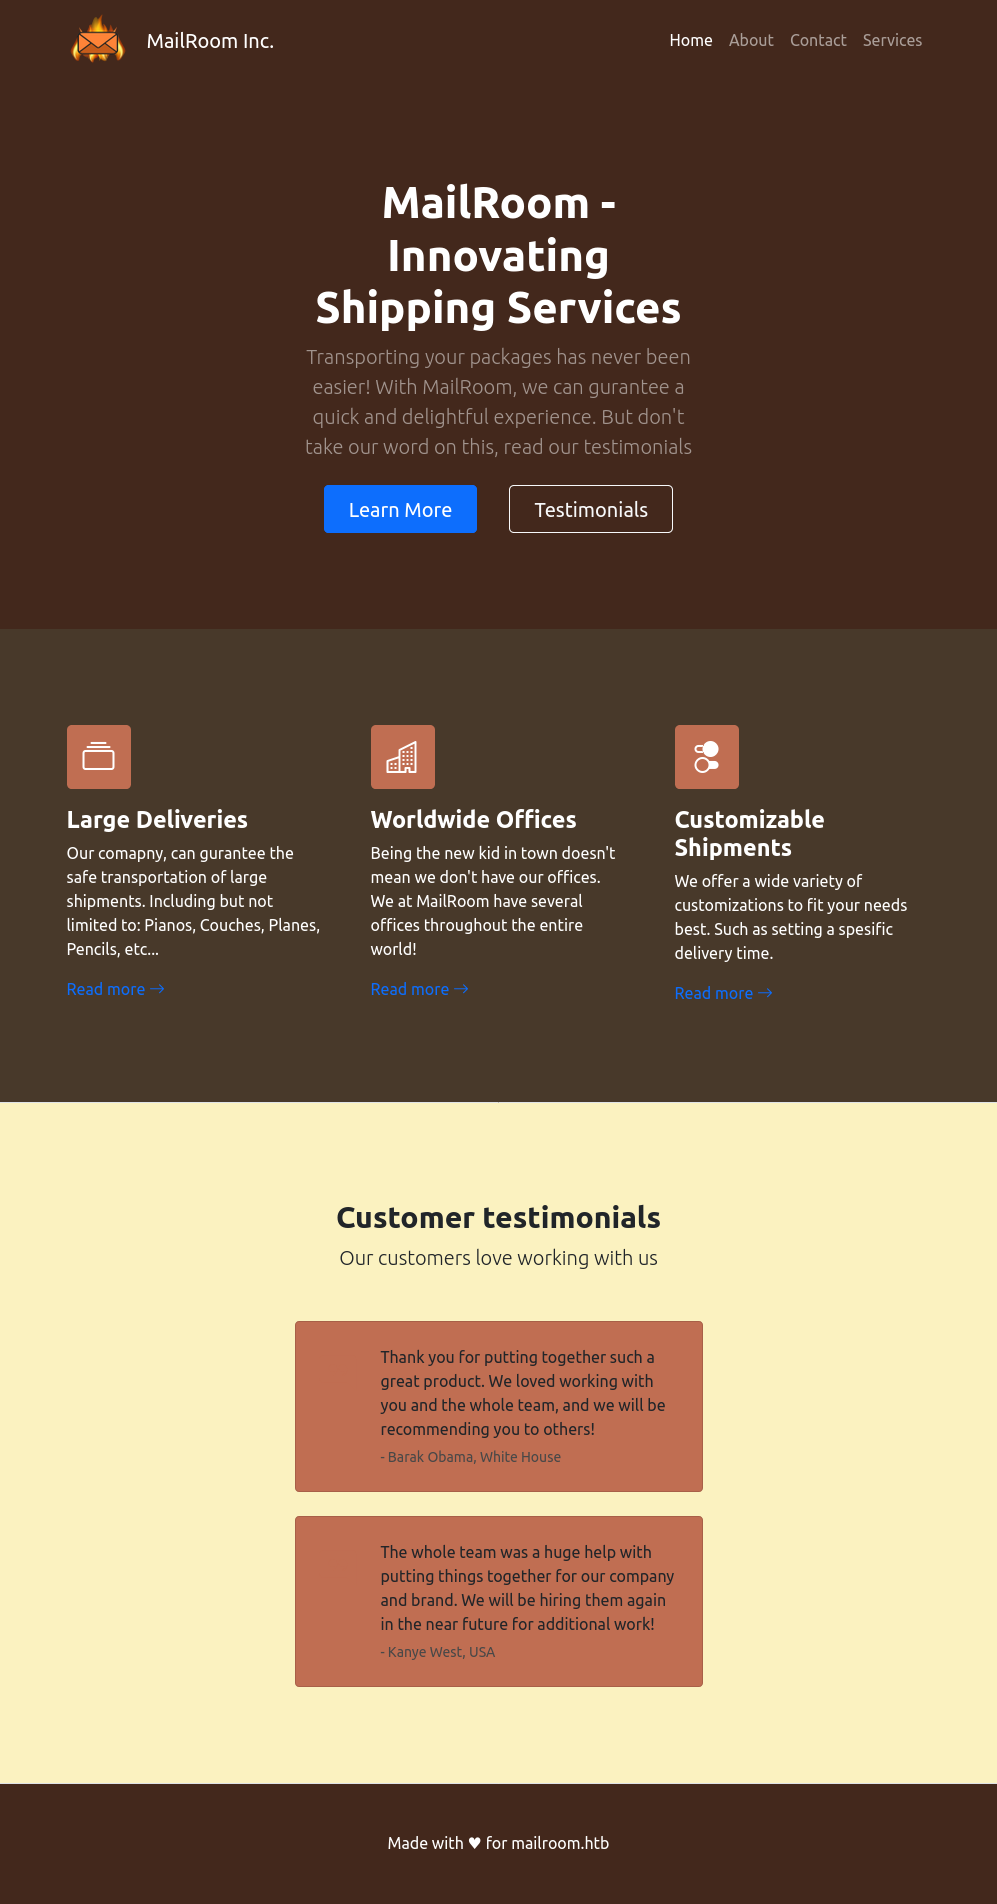 MailRoom Inc.
Home About Contact Services
MailRoom -
Innovating
Shipping Services
Transporting your packages has never been
easier! With MailRoom, we can gurantee a
quick and delightful experience. But don't
take our word on this, read our testimonials
Learn More
Testimonials
Large Deliveries
Our comapny, can gurantee the
safe transportation of large
shipments. Including but not
limited to: Pianos, Couches, Planes,
Pencils, etc...
Read more →
Worldwide Offices
Being the new kid in town doesn't
mean we don't have our offices.
We at MailRoom have several
offices throughout the entire
world!
Read more →
Customizable
Shipments
We offer a wide variety of
customizations to fit your needs
best. Such as setting a spesific
delivery time.
Read more →
Customer testimonials
Our customers love working with us
Thank you for putting together such a
great product. We loved working with
you and the whole team, and we will be
recommending you to others!
- Barak Obama, White House
The whole team was a huge help with
putting things together for our company
and brand. We will be hiring them again
in the near future for additional work!
- Kanye West, USA
Made with ♥ for mailroom.htb